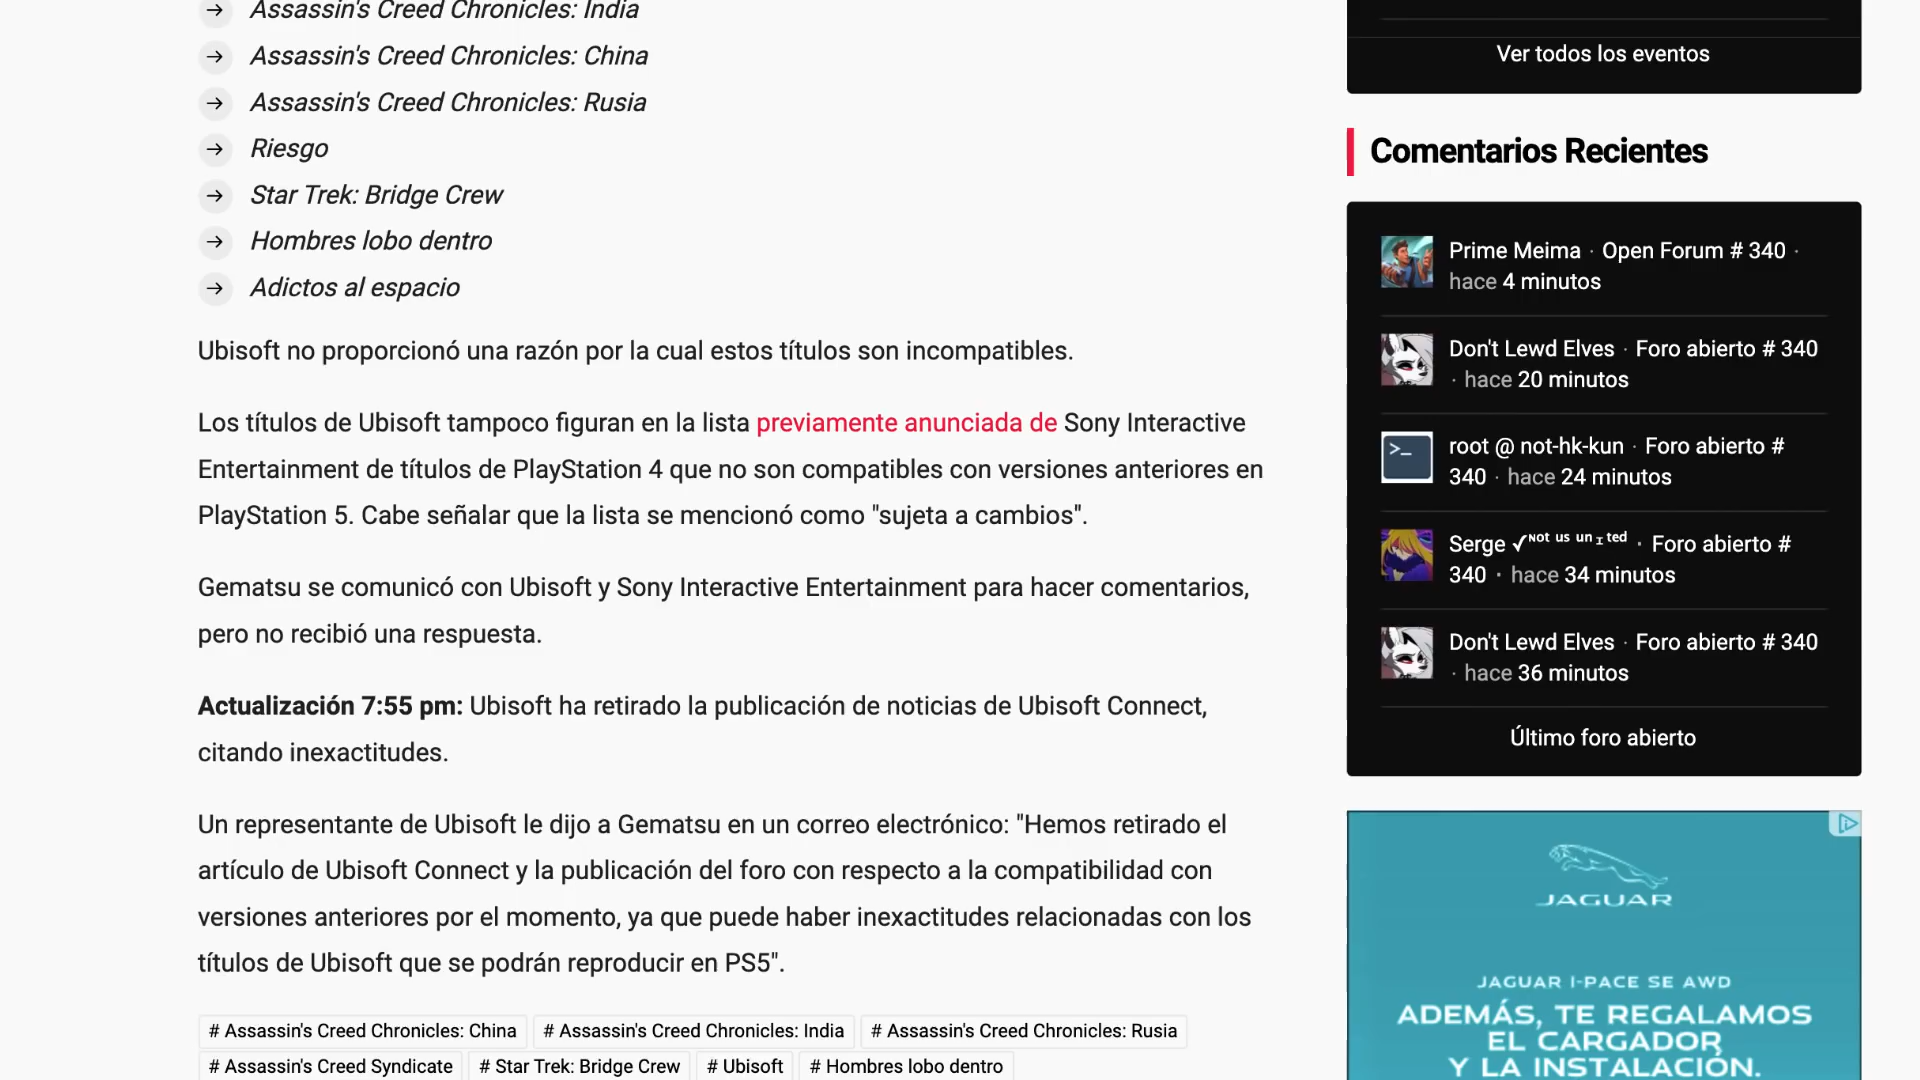 Assassin's Creed Chronicles: India
Assassin's Creed Chronicles: China
Assassin's Creed Chronicles: Rusia
Riesgo
Star Trek: Bridge Crew
Hombres lobo dentro
Adictos al espacio
Ubisoft no proporcionó una razón por la cual estos títulos son incompatibles.
Los títulos de Ubisoft tampoco figuran en la lista previamente anunciada de Sony Interactive
Entertainment de títulos de PlayStation 4 que no son compatibles con versiones anteriores en
PlayStation 5. Cabe señalar que la lista se mencionó como "sujeta a cambios".
Gematsu se comunicó con Ubisoft y Sony Interactive Entertainment para hacer comentarios,
pero no recibió una respuesta.
Actualización 7:55 pm: Ubisoft ha retirado la publicación de noticias de Ubisoft Connect,
citando inexactitudes.
Un representante de Ubisoft le dijo a Gematsu en un correo electrónico: "Hemos retirado el
artículo de Ubisoft Connect y la publicación del foro con respecto a la compatibilidad con
versiones anteriores por el momento, ya que puede haber inexactitudes relacionadas con los
títulos de Ubisoft que se podrán reproducir en PS5".
# Assassin's Creed Chronicles: China # Assassin's Creed Chronicles: India # Assassin's Creed Chronicles: Rusia
# Assassin's Creed Syndicate # Star Trek: Bridge Crew # Ubisoft # Hombres lobo dentro
Ver todos los eventos
Comentarios Recientes
Prime Meima · Open Forum # 340 ·
hace 4 minutos
Don't Lewd Elves · Foro abierto # 340
· hace 20 minutos
>_
root @ not-hk-kun · Foro abierto #
340 · hace 24 minutos
Serge ✓ᴺᵒᵗ ᵘˢ ᵘⁿɪᵗᵉᵈ · Foro abierto #
340 · hace 34 minutos
Don't Lewd Elves · Foro abierto # 340
· hace 36 minutos
Último foro abierto
JAGUAR
JAGUAR I-PACE SE AWD
ADEMÁS, TE REGALAMOS
EL CARGADOR
Y LA INSTALACIÓN.